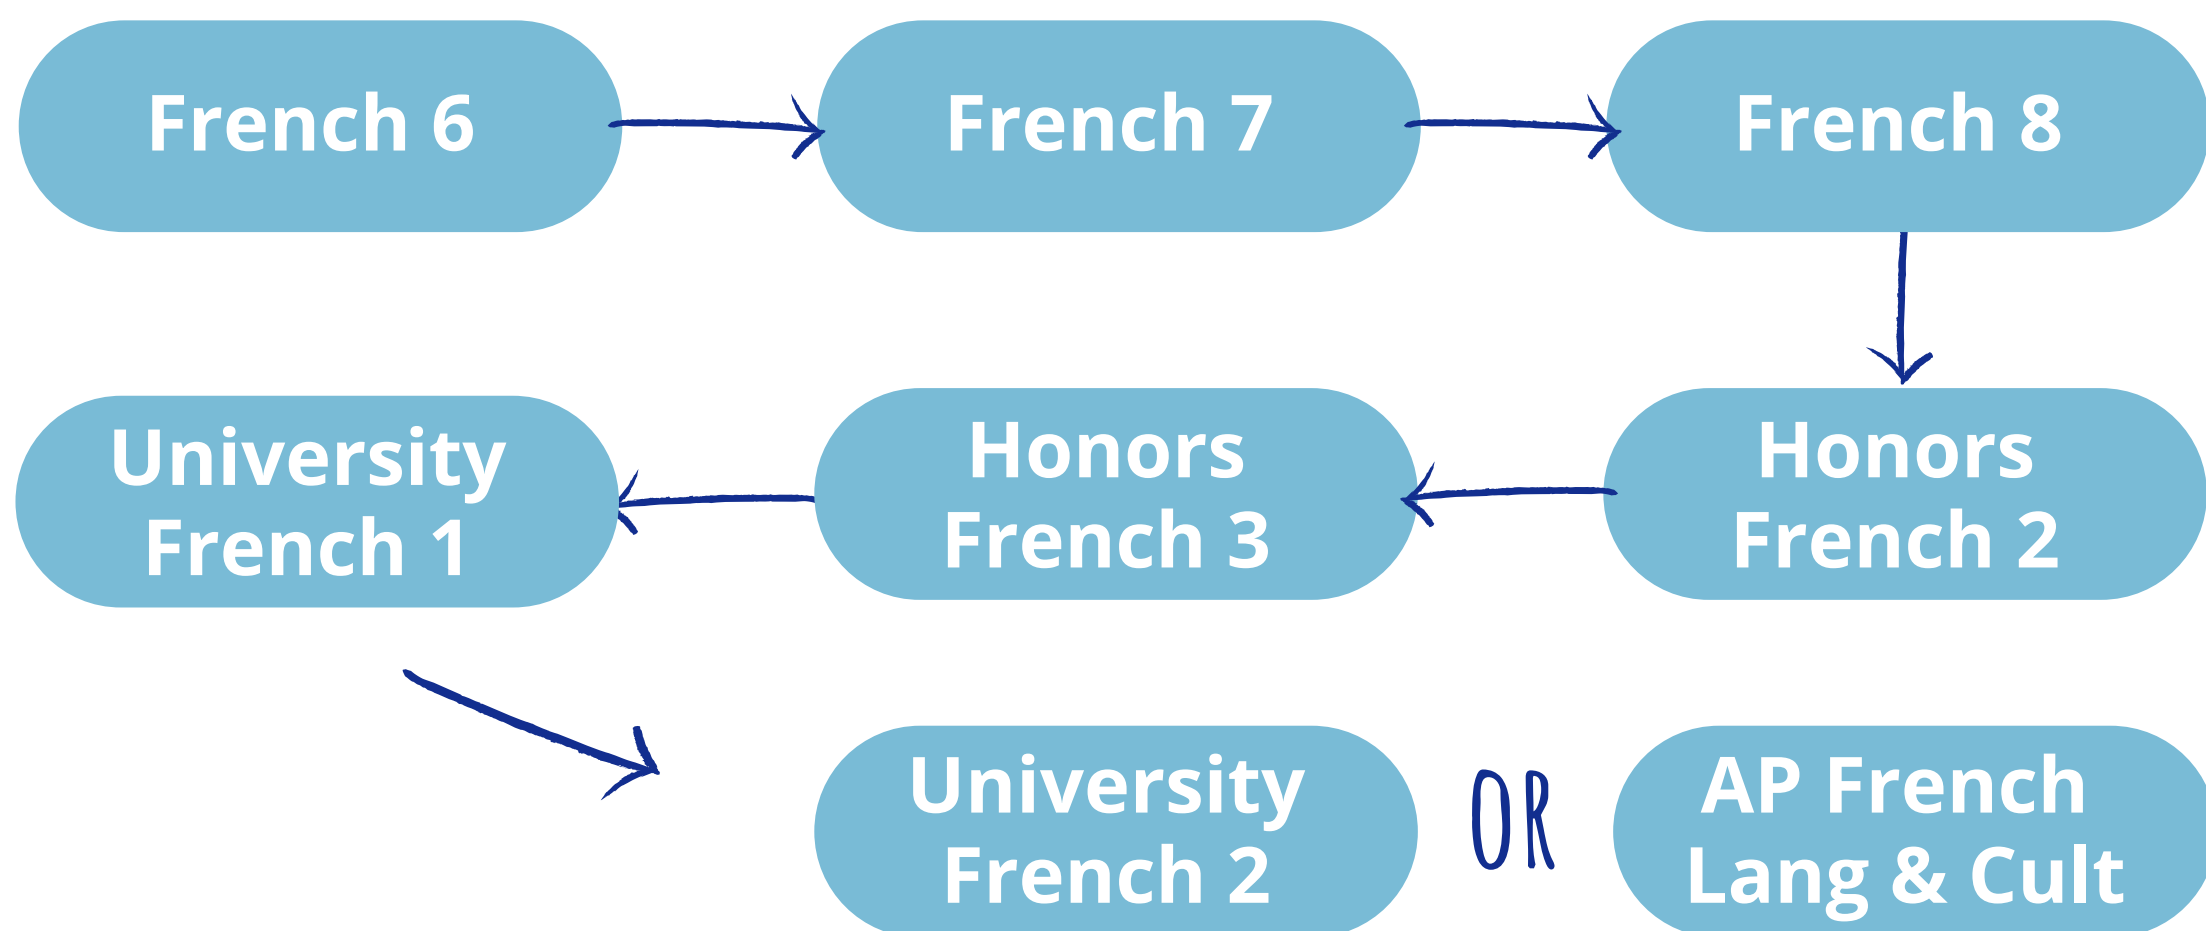 French 6
French 7
French 8
University
French 1
Honors
French 3
Honors
French 2
University
French 2
OR
AP French
Lang & Cult